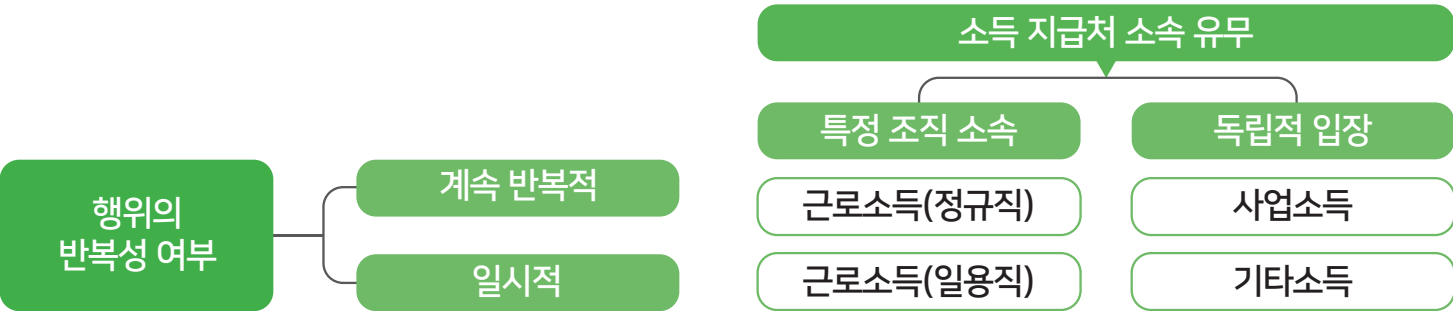 소득 지급처 소속 유무
특정 조직 소속
독립적 입장
행위의
반복성 여부
계속 반복적
근로소득(정규직)
사업소득
일시적
근로소득(일용직)
기타소득